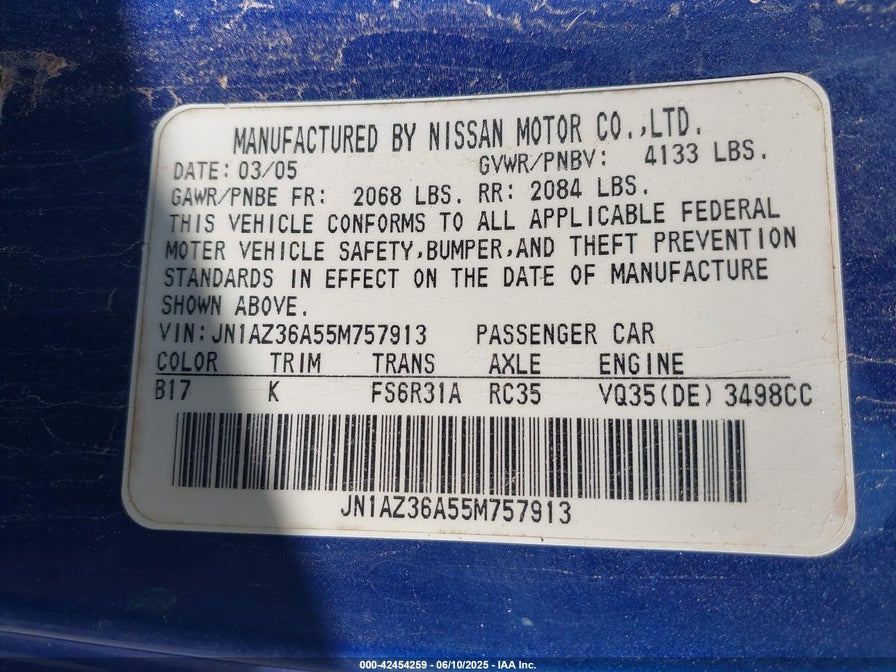 MANUFACTURED BY NISSAN MOTOR CO.,LTD.
DATE: 03/05 GVWR/PNBV: 4133 LBS.
GAWR/PNBE FR: 2068 LBS. RR: 2084 LBS.
THIS VEHICLE CONFORMS TO ALL APPLICABLE FEDERAL
MOTER VEHICLE SAFETY,BUMPER,AND THEFT PREVENTION
STANDARDS IN EFFECT ON THE DATE OF MANUFACTURE
SHOWN ABOVE.
VIN:JN1AZ36A55M757913 PASSENGER CAR
COLOR TRIM TRANS AXLE ENGINE
B17 K FS6R31A RC35 VQ35(DE) 3498CC
JN1AZ36A55M757913
000-42454259 - 06/10/2025 - IAA Inc.